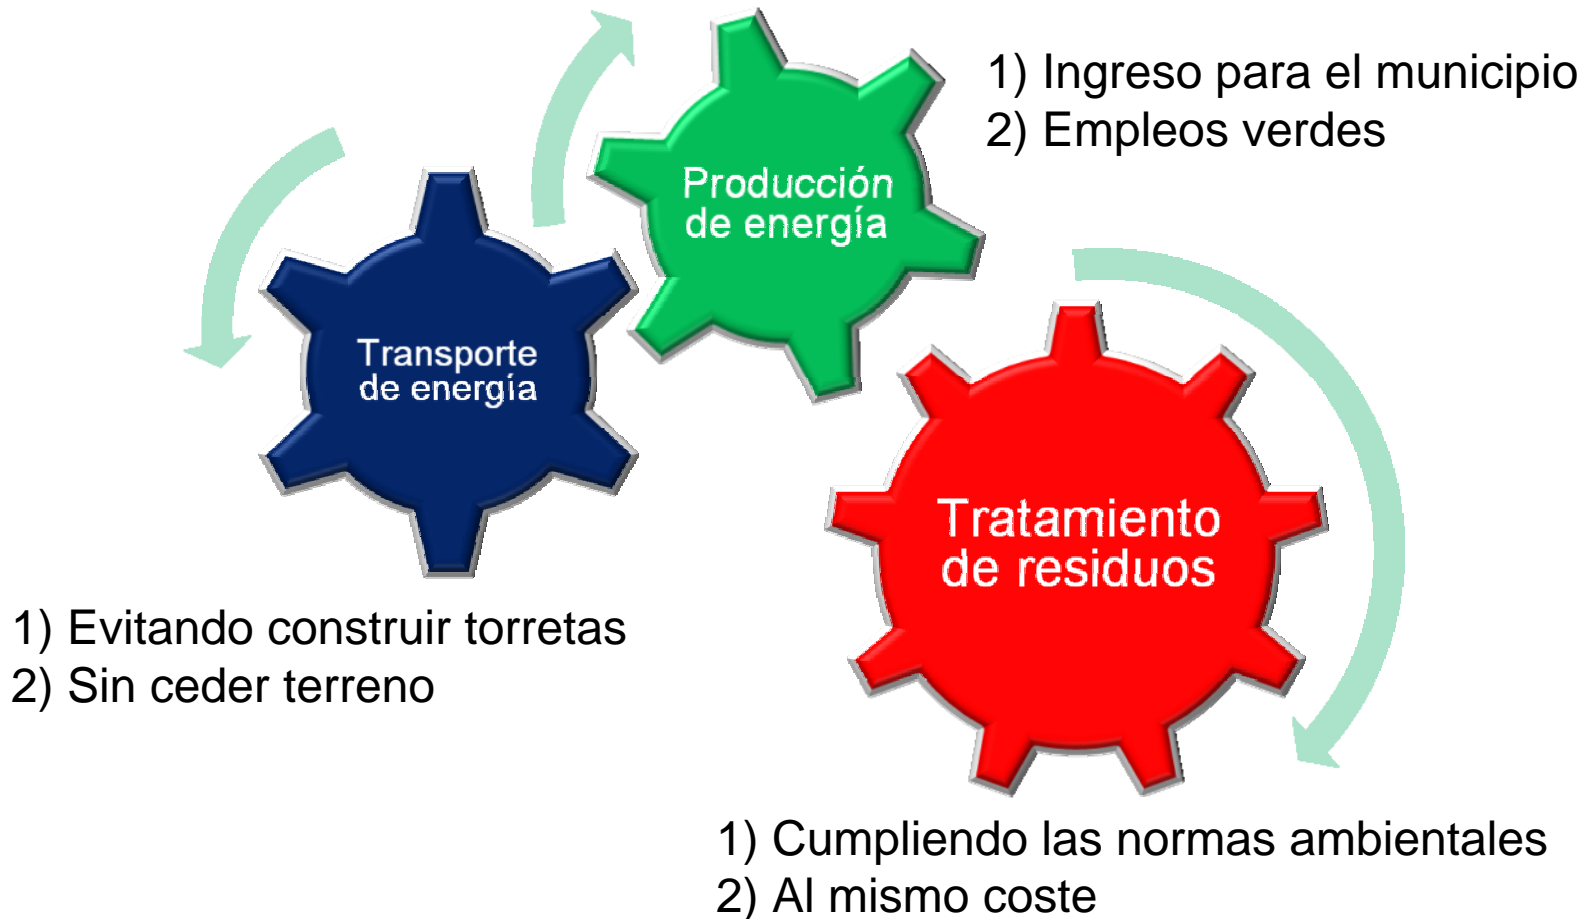 1) Ingreso para el municipio
2) Empleos verdes
Producción
de energía
Transporte
de energía
Tratamiento
de residuos
1) Evitando construir torretas
2) Sin ceder terreno
1) Cumpliendo las normas ambientales
2) Al mismo coste